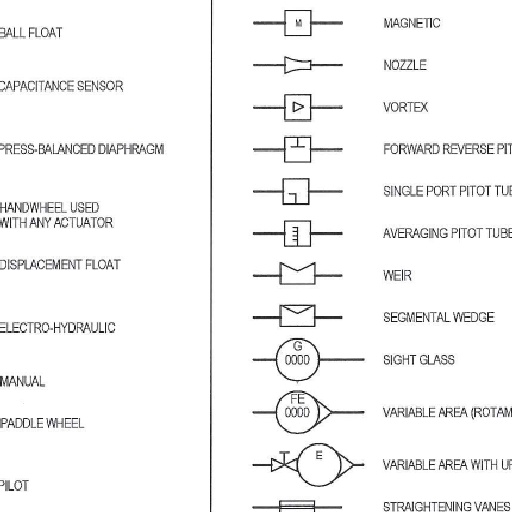 BALL FLOAT
CAPACITANCE SENSOR
PRESS-BALANCED DIAPHRAGM
HANDWHEEL USED
WITH ANY ACTUATOR
DISPLACEMENT FLOAT
ELECTRO-HYDRAULIC
MANUAL
PADDLE WHEEL
PILOT
M MAGNETIC
NOZZLE
VORTEX
FORWARD REVERSE PIT
SINGLE PORT PITOT TUB
AVERAGING PITOT TUBE
WEIR
SEGMENTAL WEDGE
G
0000 SIGHT GLASS
FE
0000 VARIABLE AREA (ROTAM
E VARIABLE AREA WITH UP
STRAIGHTENING VANES